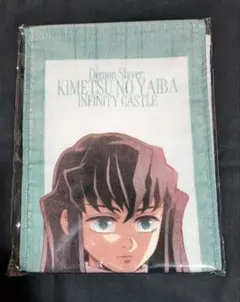 Demon Slayer:
KIMETSU NO YAIBA
INFINITY CASTLE